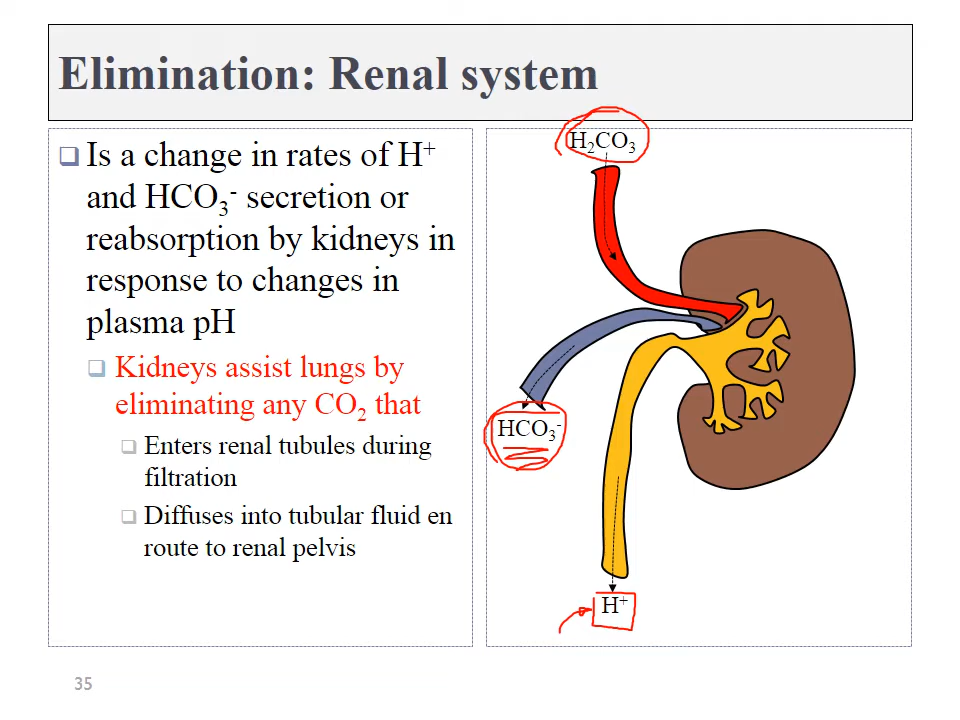 Elimination: Renal system
Is a change in rates of H⁺
and HCO₃⁻ secretion or
reabsorption by kidneys in
response to changes in
plasma pH
Kidneys assist lungs by
eliminating any CO₂ that
Enters renal tubules during
filtration
Diffuses into tubular fluid en
route to renal pelvis
H₂CO₃
HCO₃⁻
H⁺
35